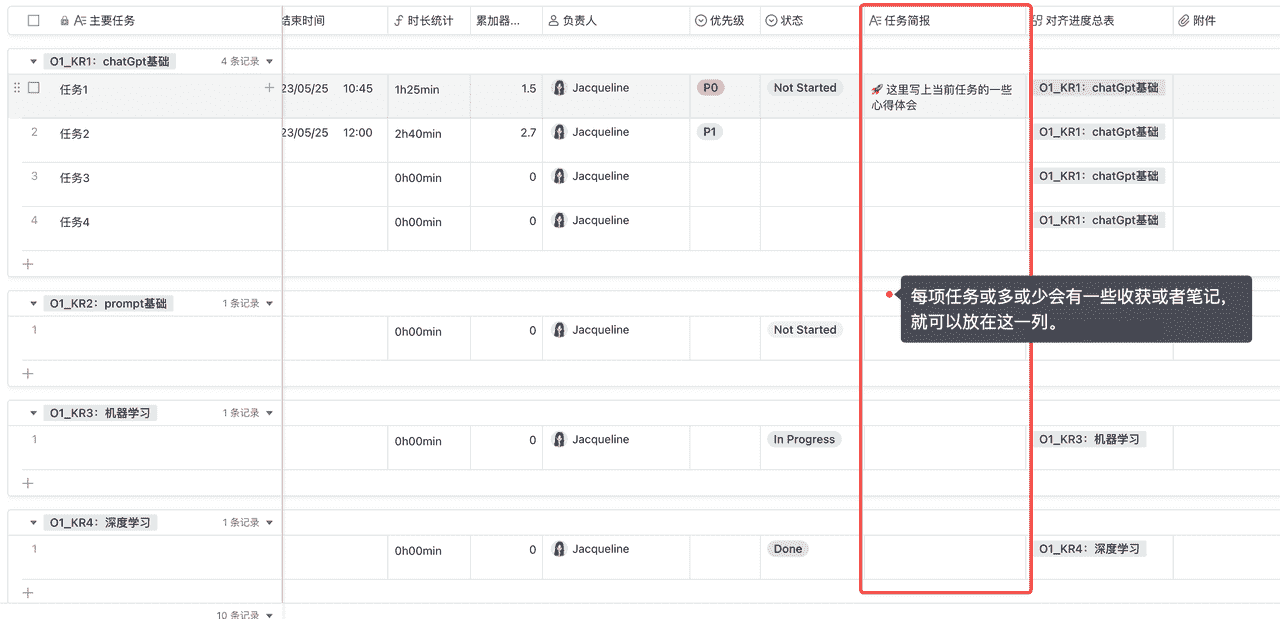 主要任务 结束时间 时长统计 累加器... 负责人 优先级 状态 任务简报 对齐进度总表 附件
O1_KR1：chatGpt基础 4 条记录
任务1 23/05/25 10:45 1h25min 1.5 Jacqueline P0 Not Started 🚀 这里写上当前任务的一些 O1_KR1：chatGpt基础
心得体会
2 任务2 23/05/25 12:00 2h40min 2.7 Jacqueline P1 O1_KR1：chatGpt基础
3 任务3 0h00min 0 Jacqueline O1_KR1：chatGpt基础
4 任务4 0h00min 0 Jacqueline O1_KR1：chatGpt基础
O1_KR2：prompt基础 1 条记录
每项任务或多或少会有一些收获或者笔记，
就可以放在这一列。
1 0h00min 0 Jacqueline Not Started
O1_KR3：机器学习 1 条记录
1 0h00min 0 Jacqueline In Progress O1_KR3：机器学习
O1_KR4：深度学习 1 条记录
1 0h00min 0 Jacqueline Done O1_KR4：深度学习
10 条记录